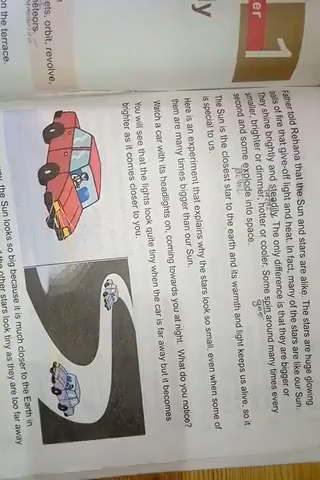 er
1
ly
ets, orbit, revolve,
meteors.
on the terrace.
Father told Rohana that the Sun and stars are alike. The stars are huge glowing
balls of fire that give-off light and heat. In fact, many of the stars are like our Sun.
They shine brightly and steadily. The only difference is that they are bigger or
smaller, brighter or dimmer, hotter or cooler. Some spin around many times every
second and some explode into space.
The Sun is the closest star to the earth and its warmth and light keeps us alive, so it
is special to us.
Here is an experiment that explains why the stars look so small, even when some of
them are many times bigger than our Sun.
Watch a car with its headlights on, coming towards you at night. What do you notice?
You will see that the lights look quite tiny when the car is far away but it becomes
brighter as it comes closer to you.
the Sun looks so big because it is much closer to the Earth in
the other stars look tiny as they are too far away